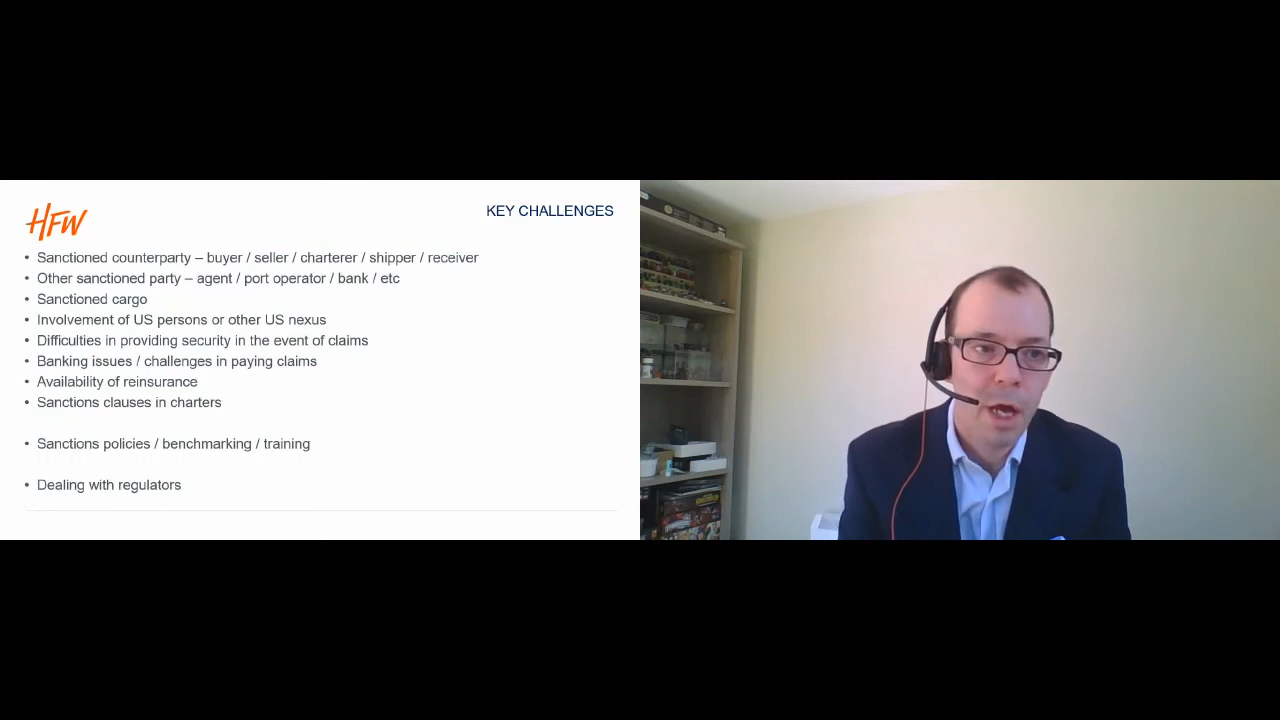 HFW
KEY CHALLENGES
• Sanctioned counterparty – buyer / seller / charterer / shipper / receiver
• Other sanctioned party – agent / port operator / bank / etc
• Sanctioned cargo
• Involvement of US persons or other US nexus
• Difficulties in providing security in the event of claims
• Banking issues / challenges in paying claims
• Availability of reinsurance
• Sanctions clauses in charters
• Sanctions policies / benchmarking / training
• Dealing with regulators